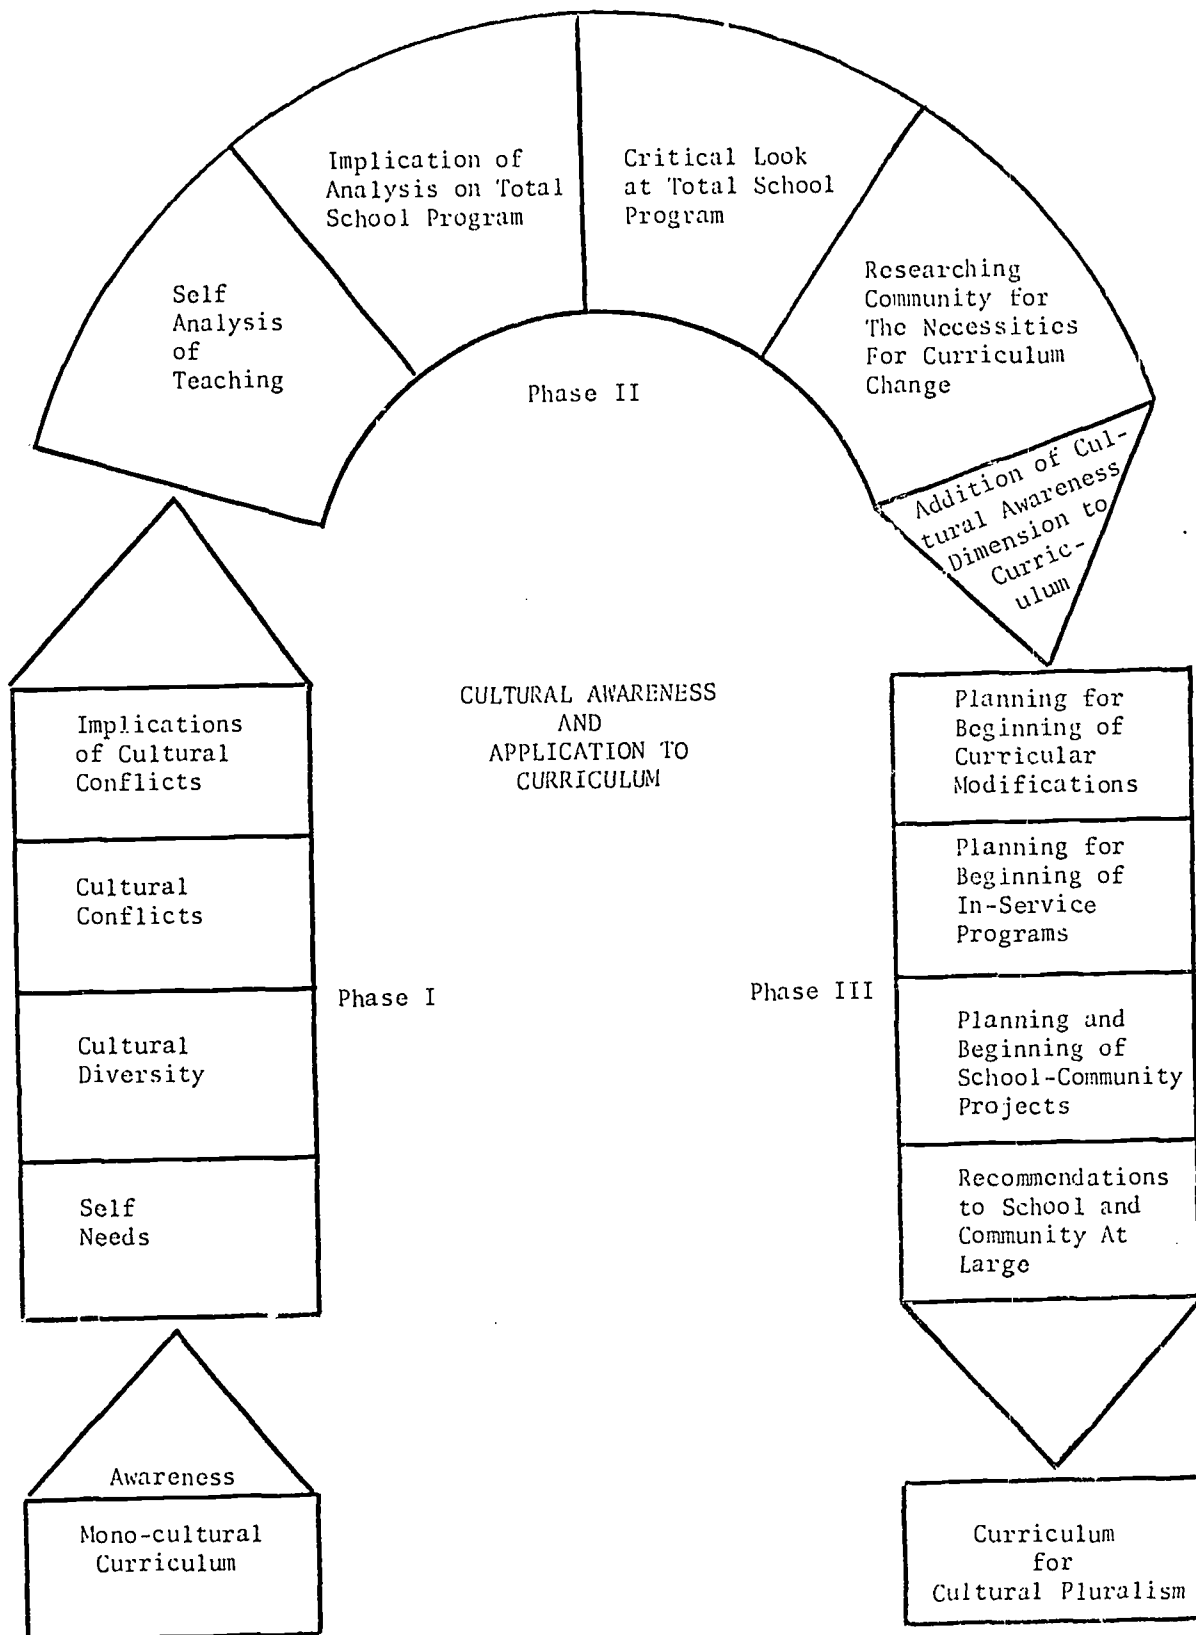 Implication of
Analysis on Total
School Program
Critical Look
at Total School
Program
Self
Analysis
of
Teaching
Researching
Community for
The Necessities
For Curriculum
Change
Phase II
Addition of Cul-
tural Awareness
Dimension to
Curric-
ulum
CULTURAL AWARENESS
AND
APPLICATION TO
CURRICULUM
Implications
of Cultural
Conflicts
Cultural
Conflicts
Cultural
Diversity
Self
Needs
Phase I
Awareness
Mono-cultural
Curriculum
Planning for
Beginning of
Curricular
Modifications
Planning for
Beginning of
In-Service
Programs
Phase III
Planning and
Beginning of
School-Community
Projects
Recommendations
to School and
Community At
Large
Curriculum
for
Cultural Pluralism